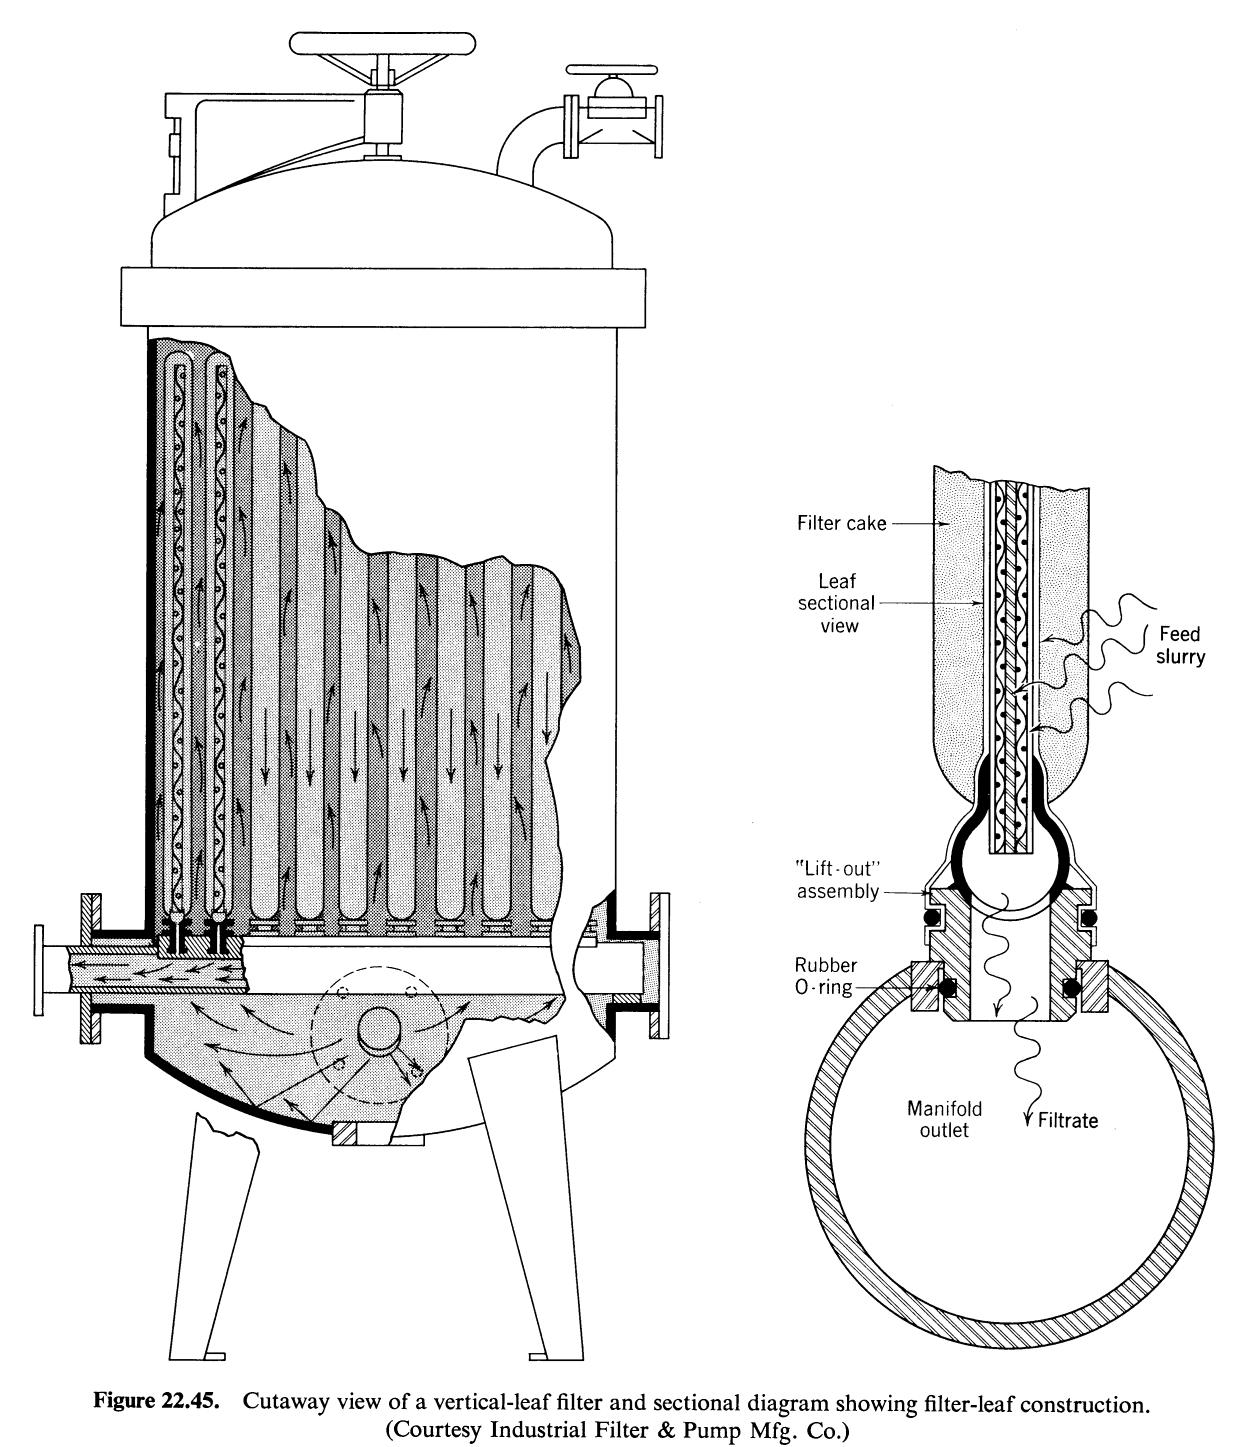 Filter cake
Leaf
sectional
view
Feed
slurry
"Lift-out"
assembly
Rubber
O-ring
Manifold
outlet
Filtrate
Figure 22.45. Cutaway view of a vertical-leaf filter and sectional diagram showing filter-leaf construction.
(Courtesy Industrial Filter & Pump Mfg. Co.)